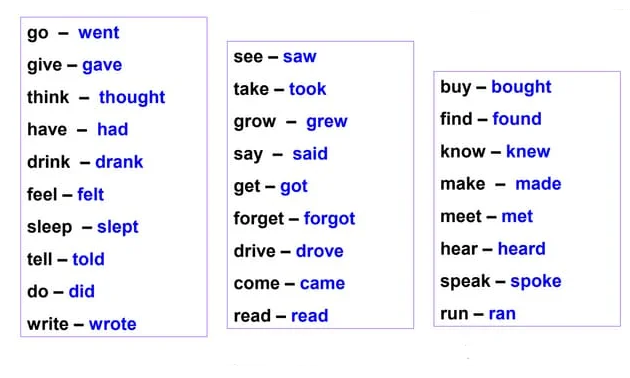 go – went
give – gave
think – thought
have – had
drink – drank
feel – felt
sleep – slept
tell – told
do – did
write – wrote
see – saw
take – took
grow – grew
say – said
get – got
forget – forgot
drive – drove
come – came
read – read
buy – bought
find – found
know – knew
make – made
meet – met
hear – heard
speak – spoke
run – ran